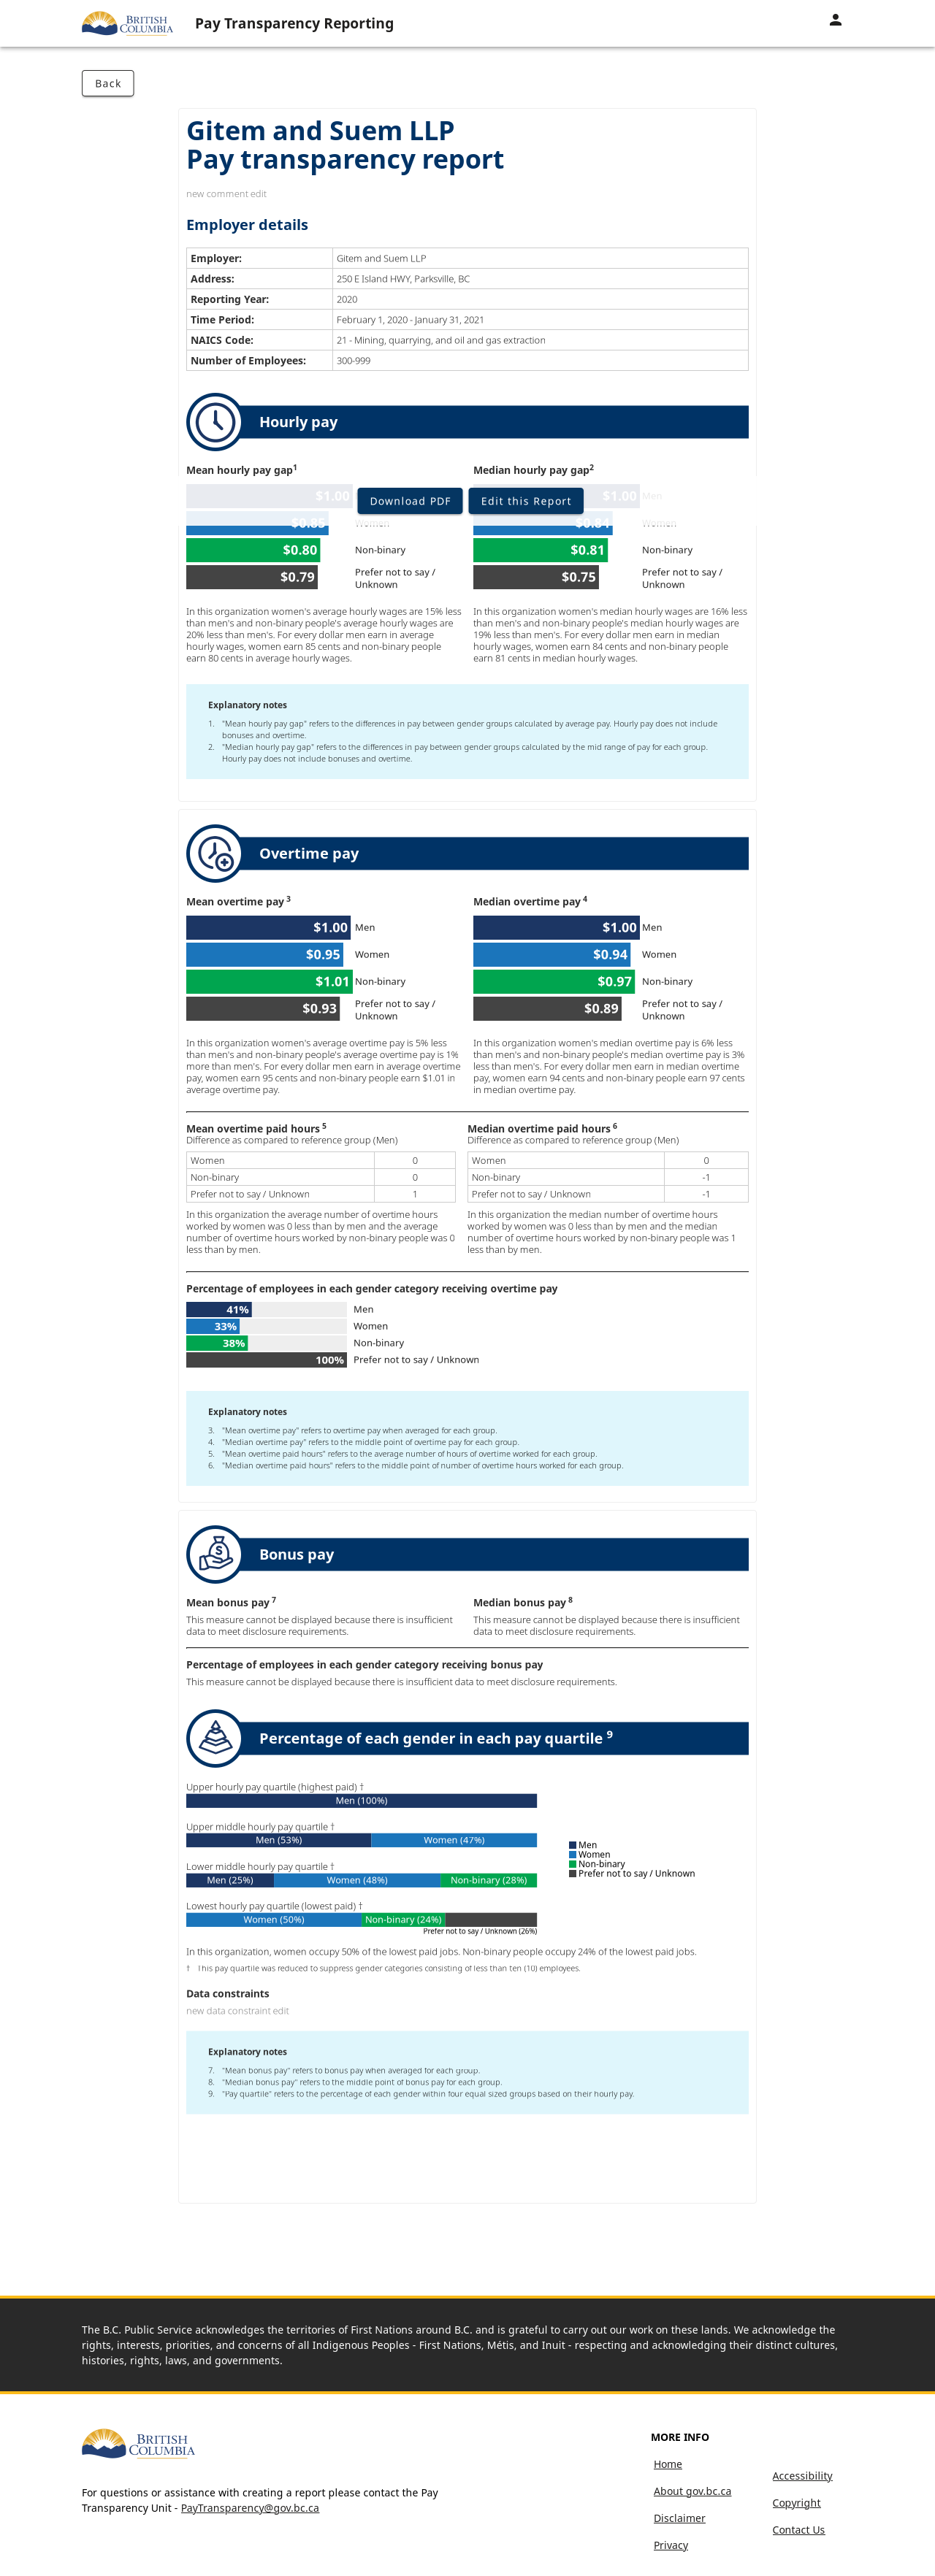 BRITISH
COLUMBIA
Pay Transparency Reporting
Back
Gitem and Suem LLP
Pay transparency report
new comment edit
Employer details
Employer: Gitem and Suem LLP
Address: 250 E Island HWY, Parksville, BC
Reporting Year: 2020
Time Period: February 1, 2020 - January 31, 2021
NAICS Code: 21 - Mining, quarrying, and oil and gas extraction
Number of Employees: 300-999
Hourly pay
Mean hourly pay gap1
$1.00
$0.85 Women
$0.80 Non-binary
$0.79 Prefer not to say /
Unknown
Median hourly pay gap2
$1.00 Men
$0.84 Women
$0.81 Non-binary
$0.75 Prefer not to say /
Unknown
Download PDF
Edit this Report
In this organization women's average hourly wages are 15% less
than men's and non-binary people's average hourly wages are
20% less than men's. For every dollar men earn in average
hourly wages, women earn 85 cents and non-binary people
earn 80 cents in average hourly wages.
In this organization women's median hourly wages are 16% less
than men's and non-binary people's median hourly wages are
19% less than men's. For every dollar men earn in median
hourly wages, women earn 84 cents and non-binary people
earn 81 cents in median hourly wages.
Explanatory notes
1. "Mean hourly pay gap" refers to the differences in pay between gender groups calculated by average pay. Hourly pay does not include
bonuses and overtime.
2. "Median hourly pay gap" refers to the differences in pay between gender groups calculated by the mid range of pay for each group.
Hourly pay does not include bonuses and overtime.
Overtime pay
Mean overtime pay 3
$1.00 Men
$0.95 Women
$1.01 Non-binary
$0.93 Prefer not to say /
Unknown
Median overtime pay 4
$1.00 Men
$0.94 Women
$0.97 Non-binary
$0.89 Prefer not to say /
Unknown
In this organization women's average overtime pay is 5% less
than men's and non-binary people's average overtime pay is 1%
more than men's. For every dollar men earn in average overtime
pay, women earn 95 cents and non-binary people earn $1.01 in
average overtime pay.
In this organization women's median overtime pay is 6% less
than men's and non-binary people's median overtime pay is 3%
less than men's. For every dollar men earn in median overtime
pay, women earn 94 cents and non-binary people earn 97 cents
in median overtime pay.
Mean overtime paid hours 5
Difference as compared to reference group (Men)
Women 0
Non-binary 0
Prefer not to say / Unknown 1
In this organization the average number of overtime hours
worked by women was 0 less than by men and the average
number of overtime hours worked by non-binary people was 0
less than by men.
Median overtime paid hours 6
Difference as compared to reference group (Men)
Women 0
Non-binary -1
Prefer not to say / Unknown -1
In this organization the median number of overtime hours
worked by women was 0 less than by men and the median
number of overtime hours worked by non-binary people was 1
less than by men.
Percentage of employees in each gender category receiving overtime pay
41% Men
33% Women
38% Non-binary
100% Prefer not to say / Unknown
Explanatory notes
3. "Mean overtime pay" refers to overtime pay when averaged for each group.
4. "Median overtime pay" refers to the middle point of overtime pay for each group.
5. "Mean overtime paid hours" refers to the average number of hours of overtime worked for each group.
6. "Median overtime paid hours" refers to the middle point of number of overtime hours worked for each group.
Bonus pay
Mean bonus pay 7
This measure cannot be displayed because there is insufficient
data to meet disclosure requirements.
Median bonus pay 8
This measure cannot be displayed because there is insufficient
data to meet disclosure requirements.
Percentage of employees in each gender category receiving bonus pay
This measure cannot be displayed because there is insufficient data to meet disclosure requirements.
Percentage of each gender in each pay quartile 9
Upper hourly pay quartile (highest paid) †
Men (100%)
Upper middle hourly pay quartile †
Men (53%) Women (47%)
Lower middle hourly pay quartile †
Men (25%) Women (48%) Non-binary (28%)
Lowest hourly pay quartile (lowest paid) †
Women (50%) Non-binary (24%)
Prefer not to say / Unknown (26%)
Men
Women
Non-binary
Prefer not to say / Unknown
In this organization, women occupy 50% of the lowest paid jobs. Non-binary people occupy 24% of the lowest paid jobs.
† This pay quartile was reduced to suppress gender categories consisting of less than ten (10) employees.
Data constraints
new data constraint edit
Explanatory notes
7. "Mean bonus pay" refers to bonus pay when averaged for each group.
8. "Median bonus pay" refers to the middle point of bonus pay for each group.
9. "Pay quartile" refers to the percentage of each gender within four equal sized groups based on their hourly pay.
The B.C. Public Service acknowledges the territories of First Nations around B.C. and is grateful to carry out our work on these lands. We acknowledge the
rights, interests, priorities, and concerns of all Indigenous Peoples - First Nations, Métis, and Inuit - respecting and acknowledging their distinct cultures,
histories, rights, laws, and governments.
BRITISH
COLUMBIA
For questions or assistance with creating a report please contact the Pay
Transparency Unit - PayTransparency@gov.bc.ca
MORE INFO
Home
About gov.bc.ca
Disclaimer
Privacy
Accessibility
Copyright
Contact Us